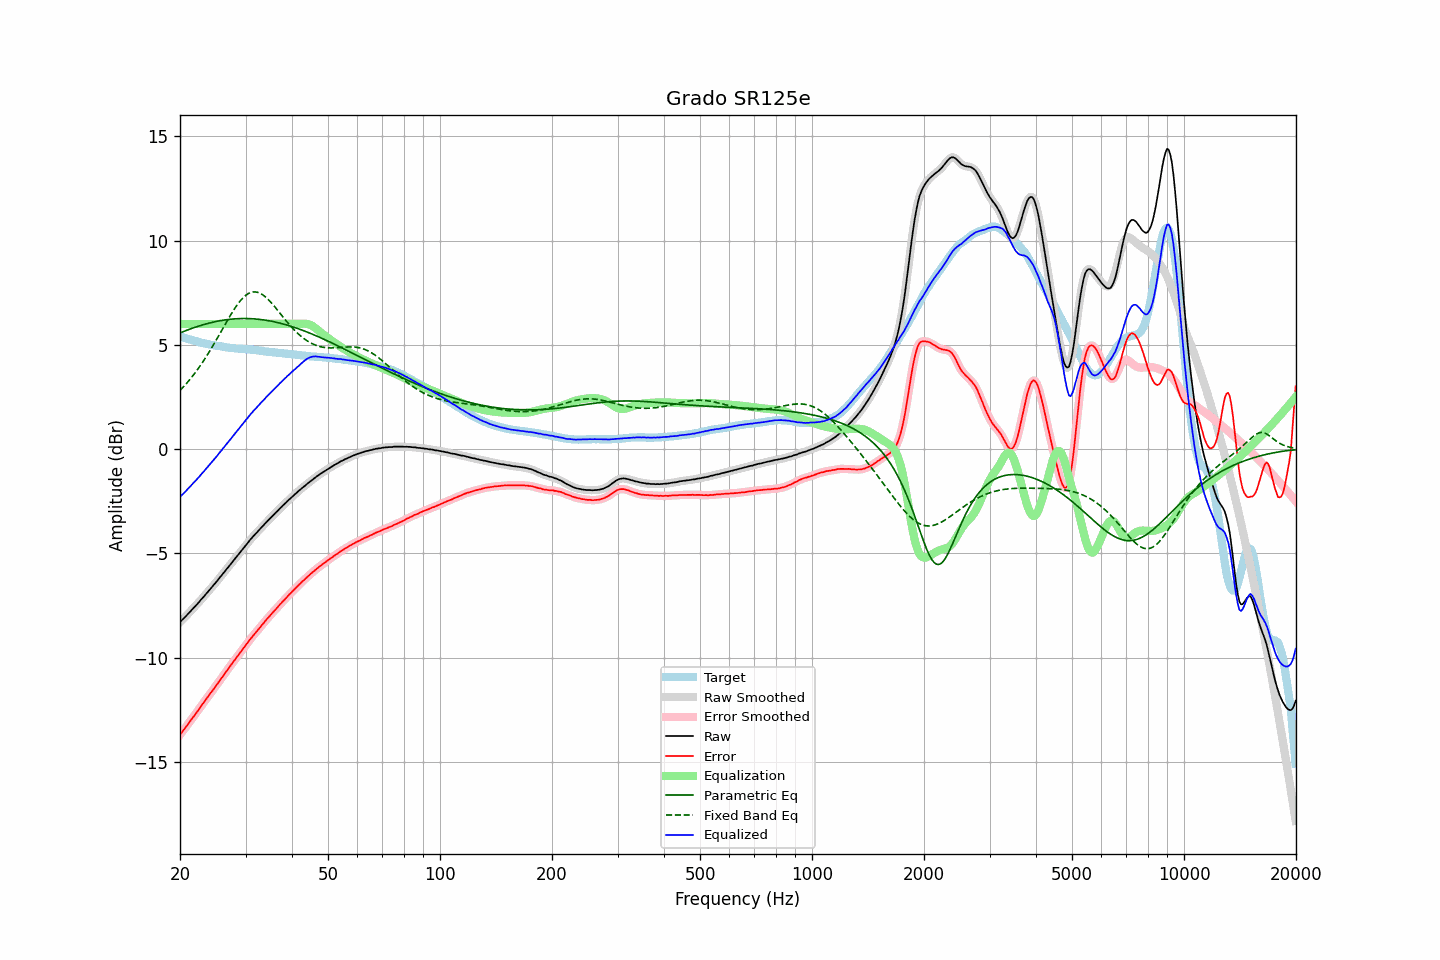 Grado SR125e
Amplitude (dBr)
15
10
5
0
−5
−10
−15
Target
Raw Smoothed
Error Smoothed
Raw
Error
Equalization
Parametric Eq
Fixed Band Eq
Equalized
20 50 100 200 500 1000 2000 5000 10000 20000
Frequency (Hz)